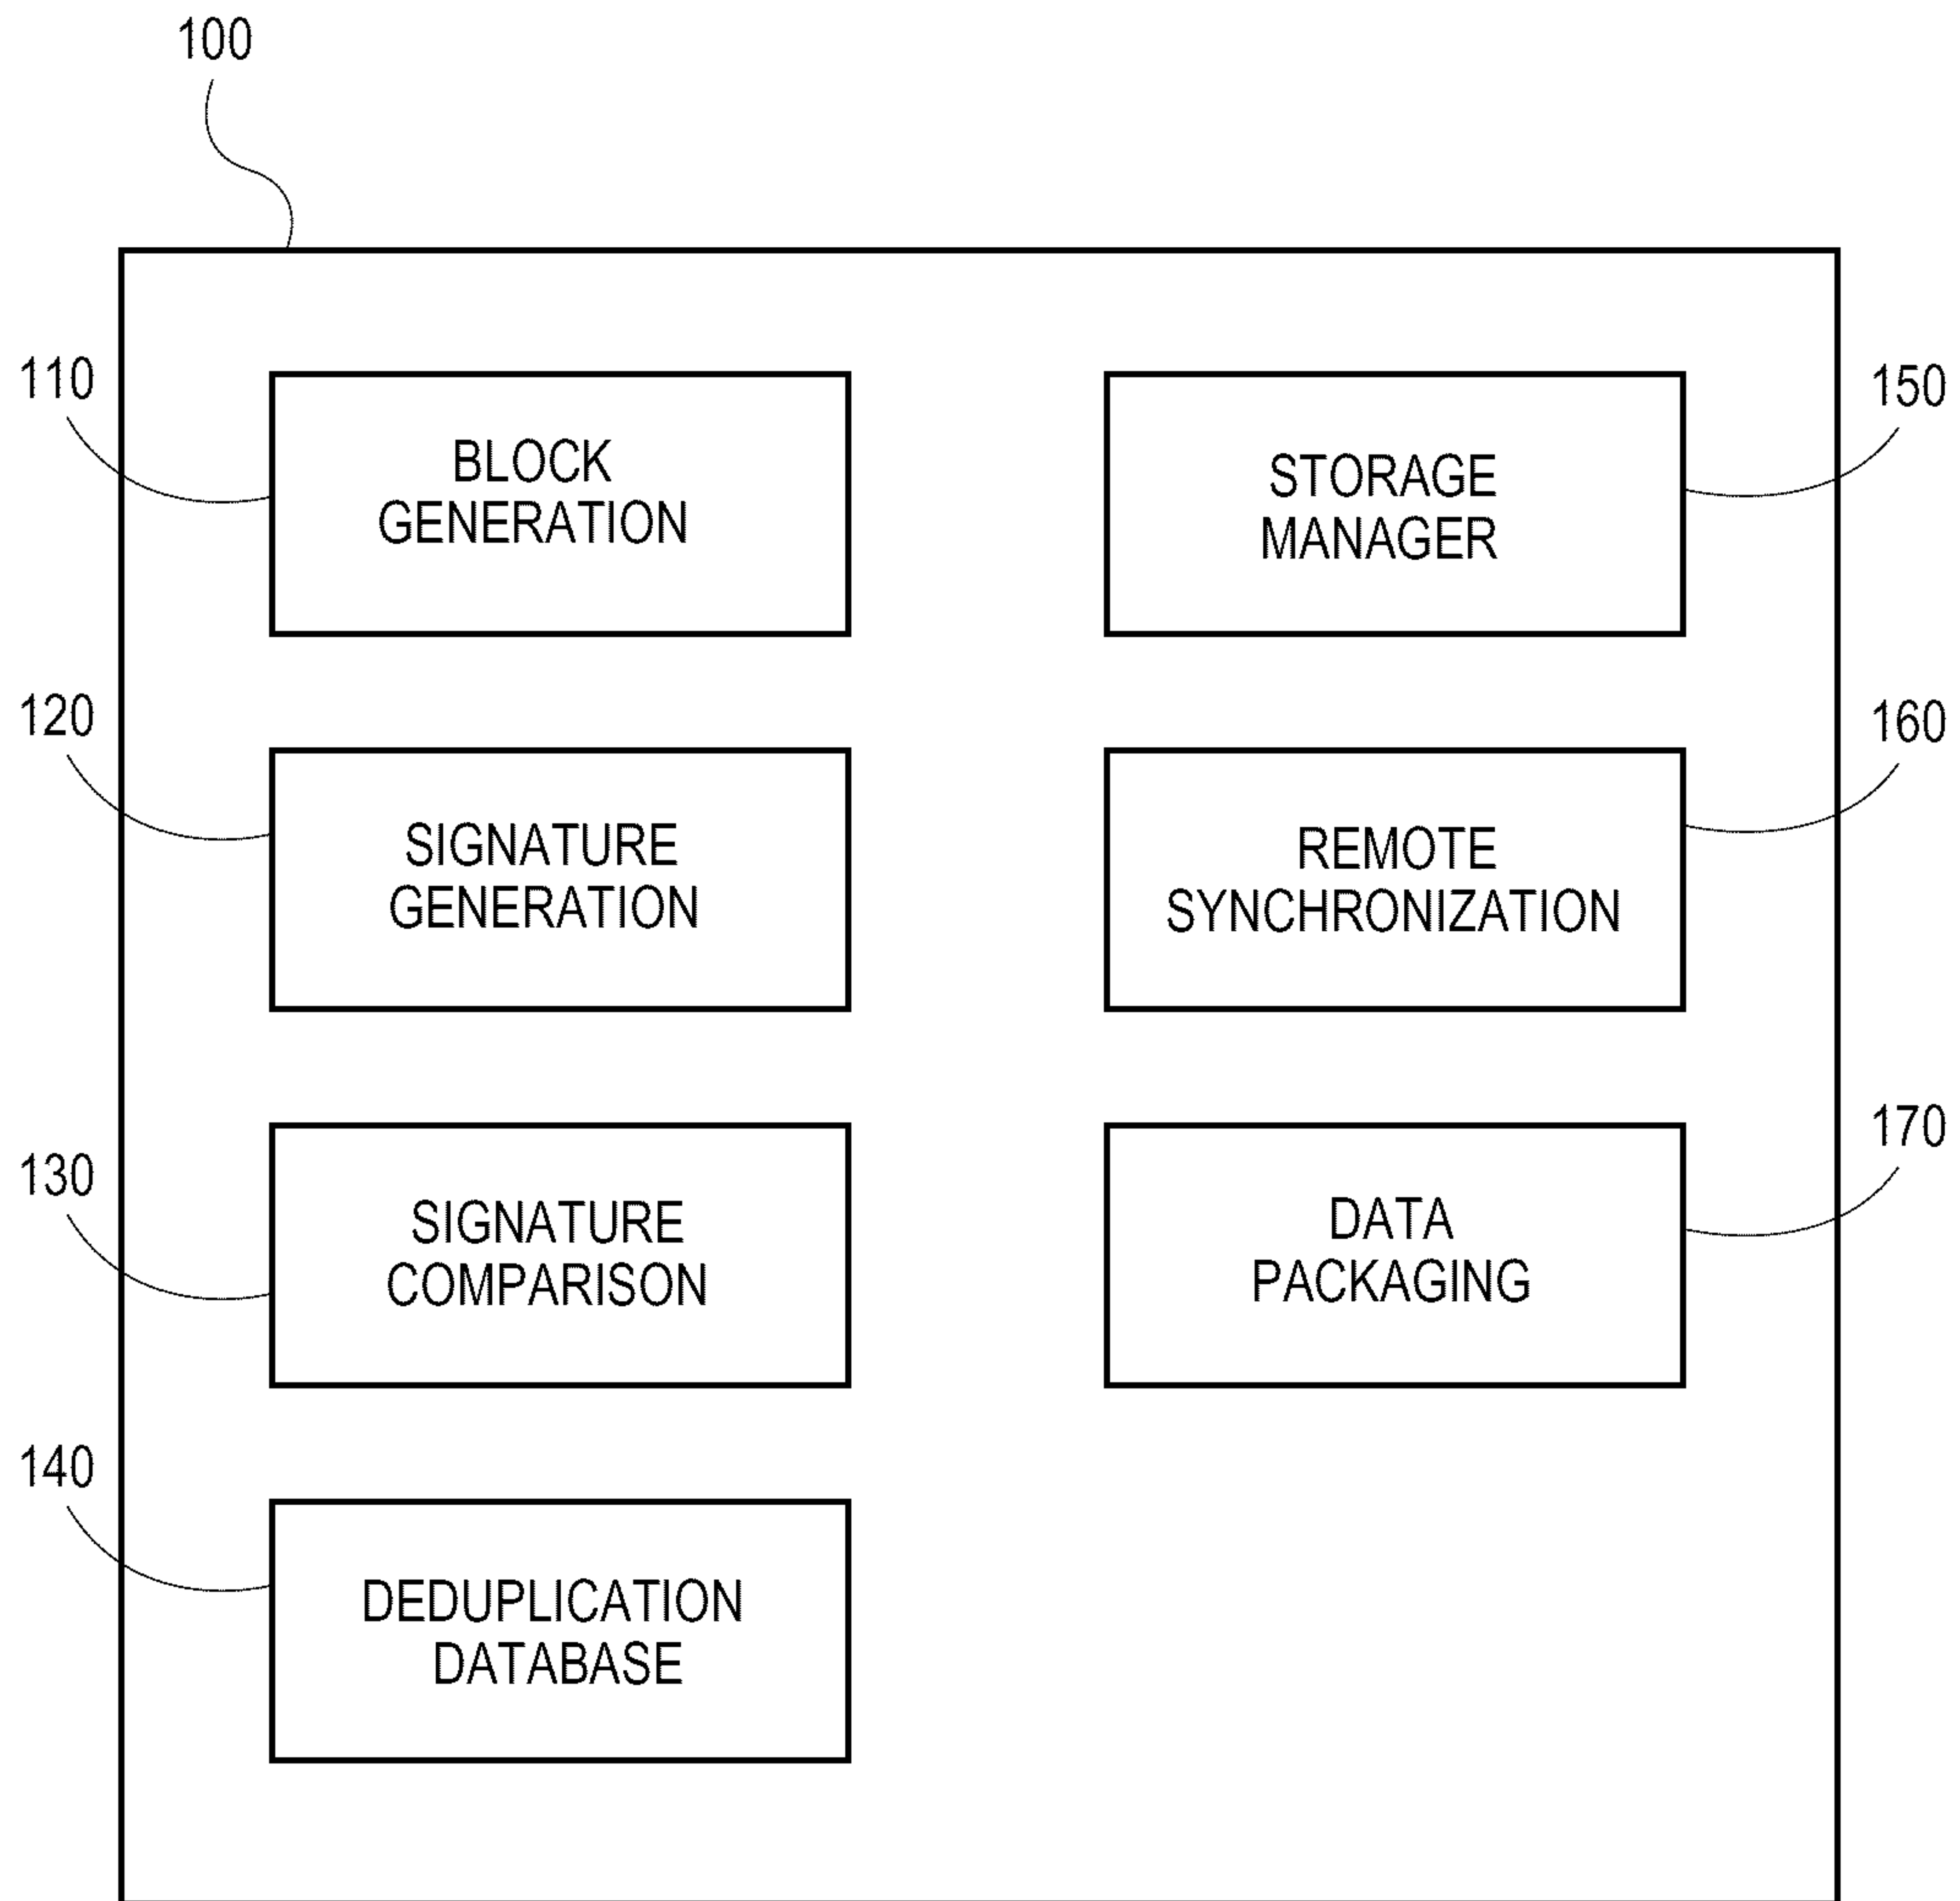 100
110
BLOCK
GENERATION
120
SIGNATURE
GENERATION
130
SIGNATURE
COMPARISON
140
DEDUPLICATION
DATABASE
150
STORAGE
MANAGER
160
REMOTE
SYNCHRONIZATION
170
DATA
PACKAGING